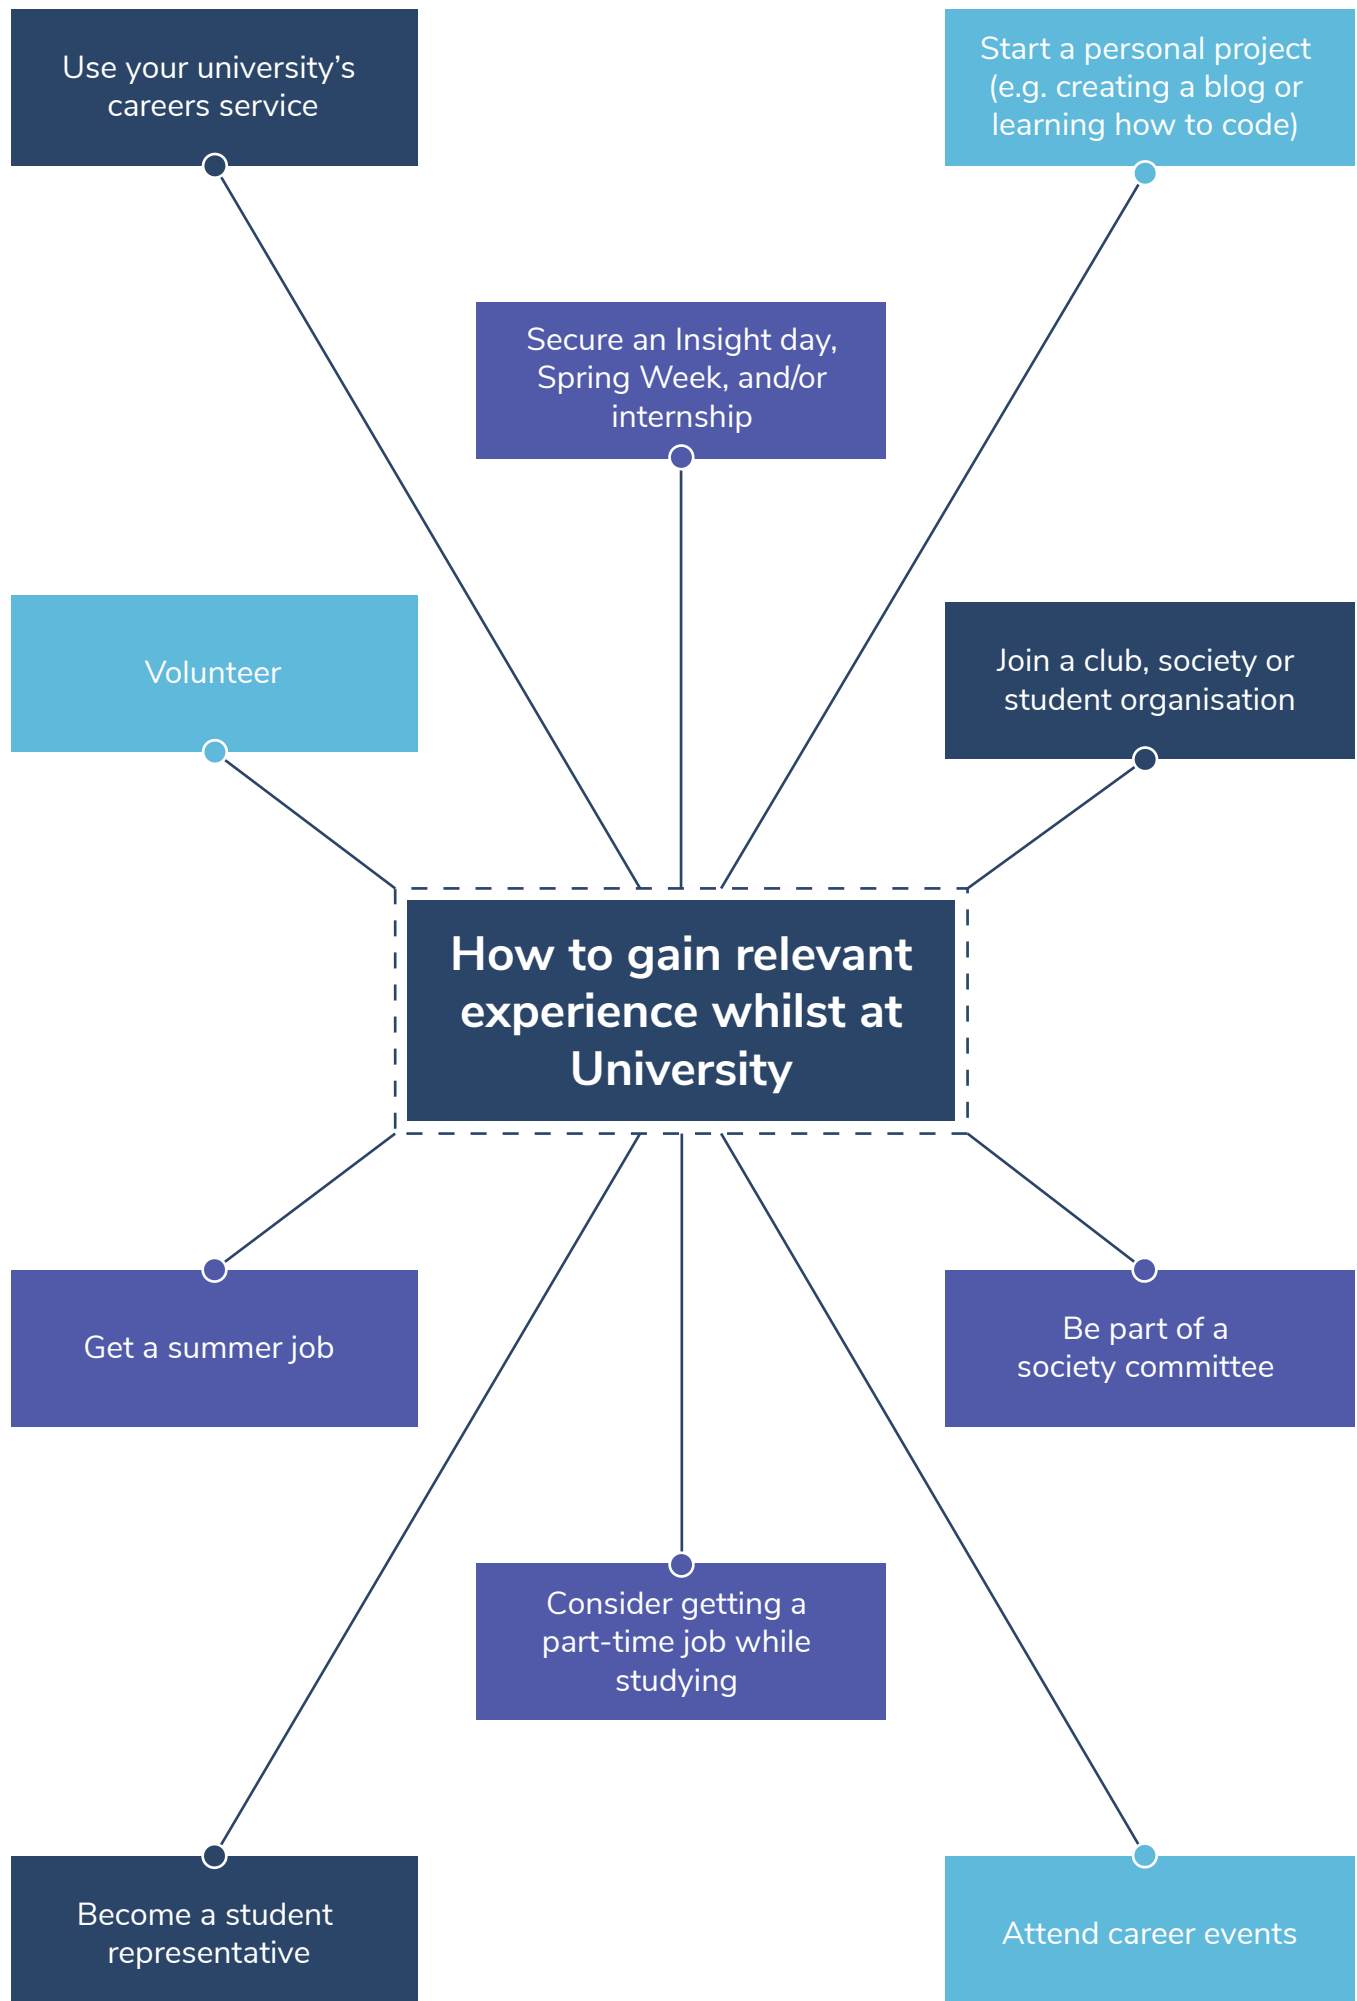 Use your university’s
careers service
Start a personal project
(e.g. creating a blog or
learning how to code)
Secure an Insight day,
Spring Week, and/or
internship
Volunteer
Join a club, society or
student organisation
How to gain relevant
experience whilst at
University
Get a summer job
Be part of a
society committee
Consider getting a
part-time job while
studying
Become a student
representative
Attend career events